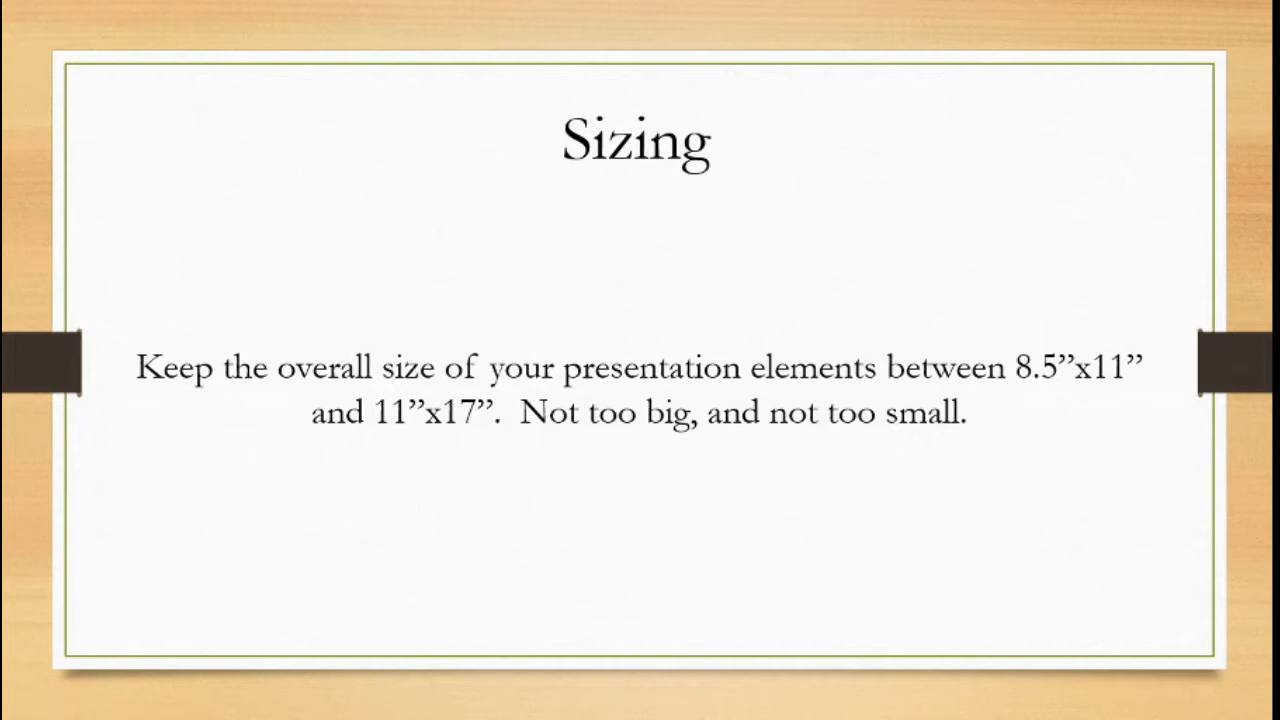 Sizing
Keep the overall size of your presentation elements between 8.5”x11”
and 11”x17”.  Not too big, and not too small.